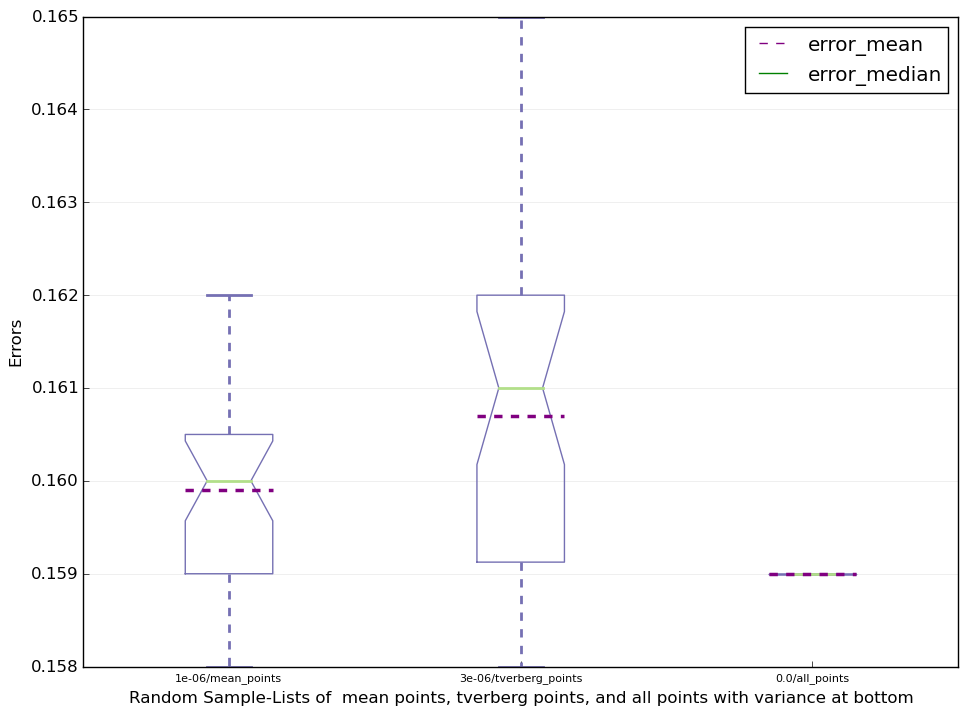 0.165
error_mean
error_median
0.164
0.163
0.162
0.161
0.160
0.159
0.158
Errors
1e-06/mean_points 3e-06/tverberg_points 0.0/all_points
Random Sample-Lists of  mean points, tverberg points, and all points with variance at bottom